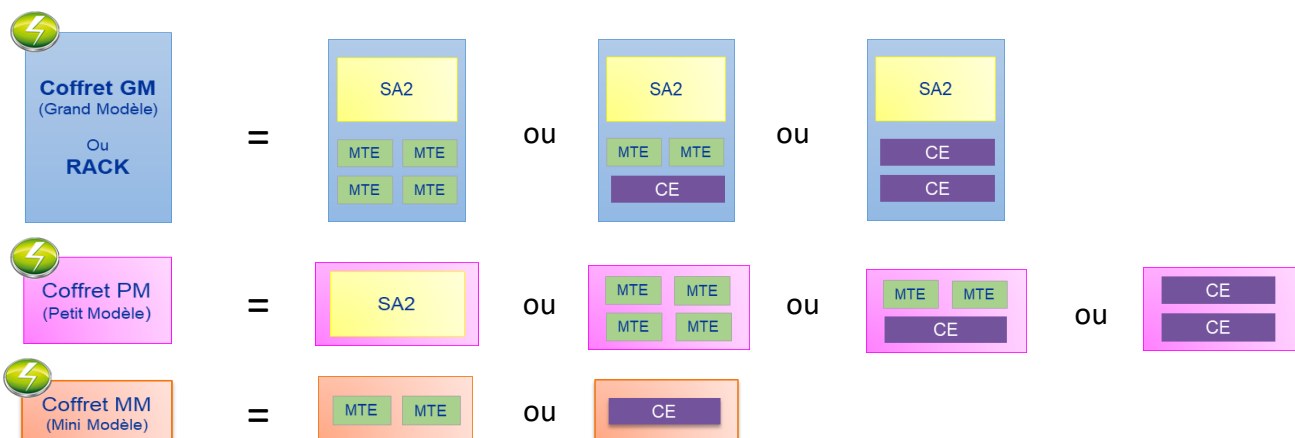 Coffret GM
(Grand Modèle)
Ou
RACK
=
SA2
MTE MTE
MTE MTE
ou
SA2
MTE MTE
CE
ou
SA2
CE
CE
Coffret PM
(Petit Modèle)
=
SA2
ou
MTE MTE
MTE MTE
ou
MTE MTE
CE
ou
CE
CE
Coffret MM
(Mini Modèle)
=
MTE MTE
ou
CE